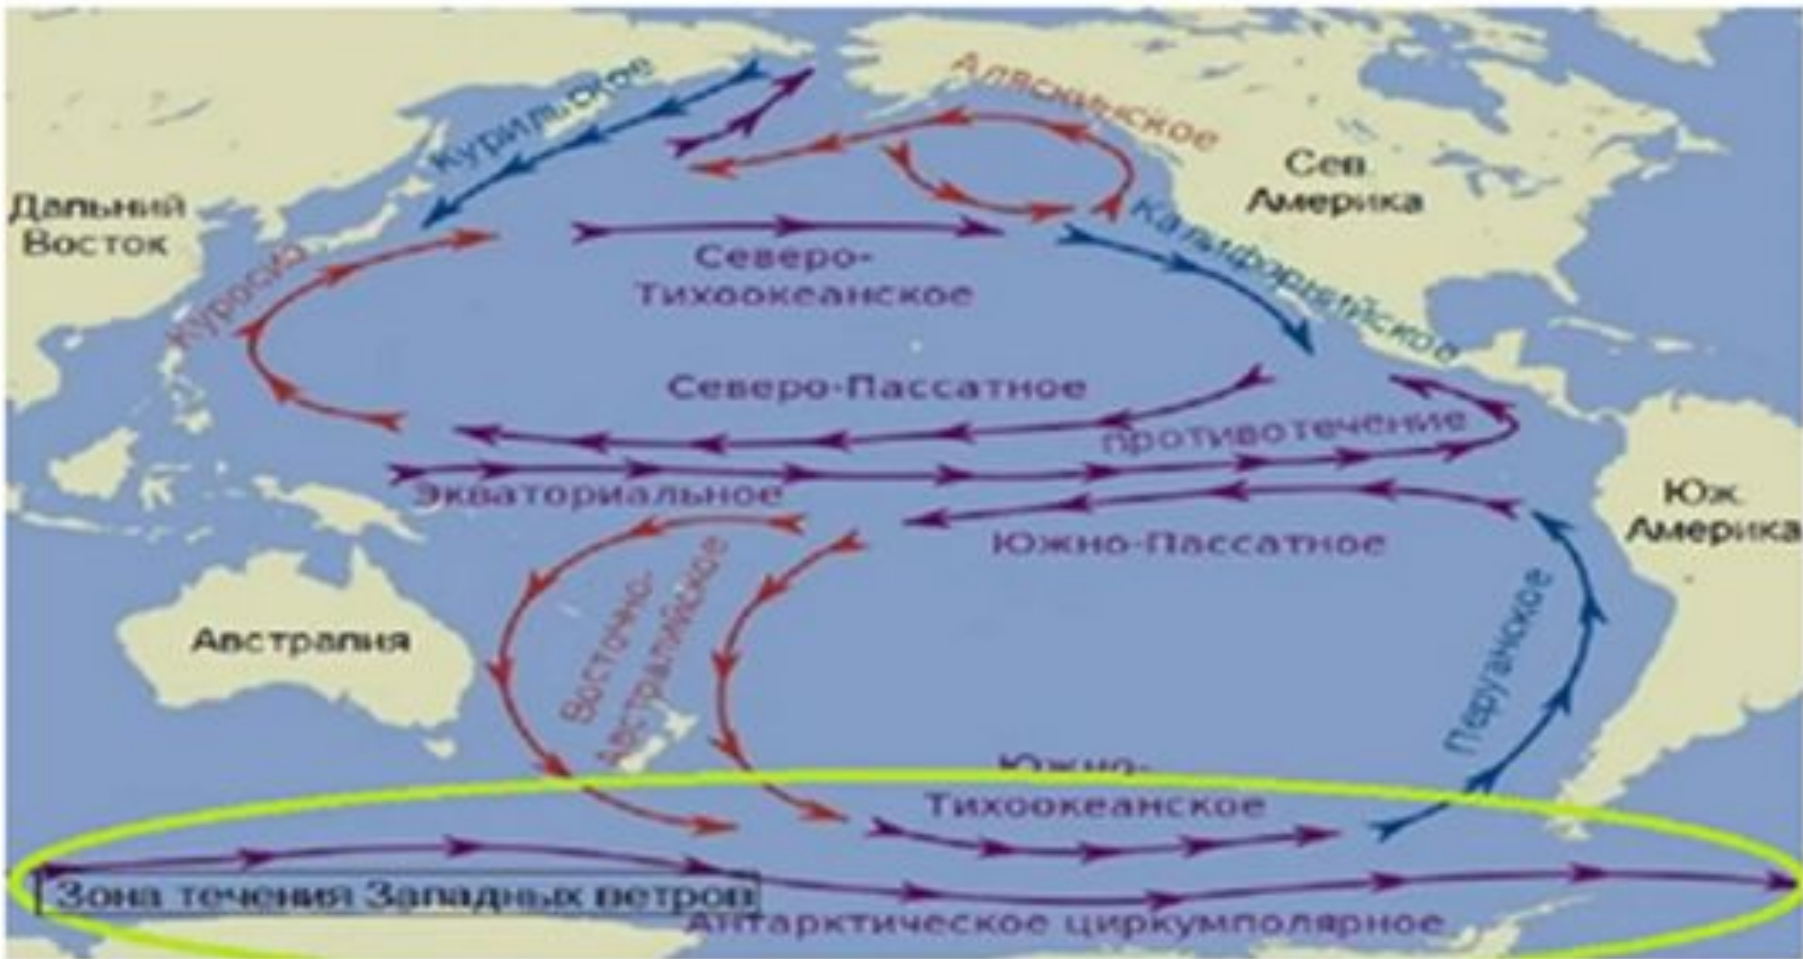 Курильское
Аляскинское
Сев.
Америка
Дальний
Восток
Калифорнийское
Куросио
Северо-
Тихоокеанское
Северо-Пассатное
противотечение
Экваториальное
Южно-Пассатное
Юж.
Америка
Австралия
Восточно-
Австралийское
Перуанское
Южно-
Тихоокеанское
Зона течения Западных ветров
Антарктическое циркумполярное